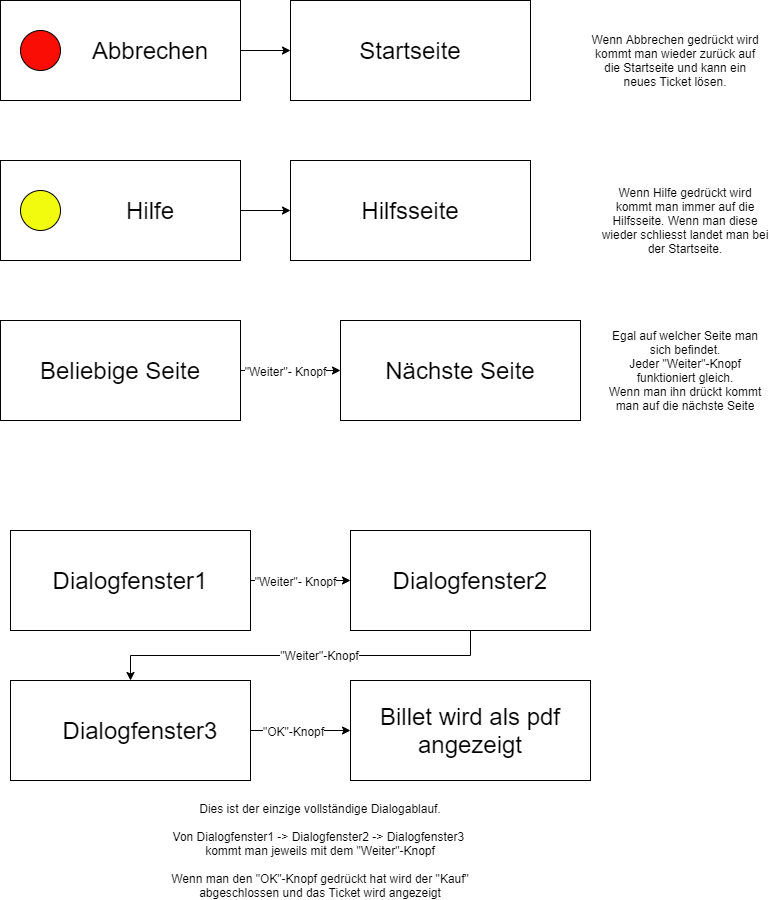 Abbrechen
Startseite
Wenn Abbrechen gedrückt wird
kommt man wieder zurück auf
die Startseite und kann ein
neues Ticket lösen.
Hilfe
Hilfsseite
Wenn Hilfe gedrückt wird
kommt man immer auf die
Hilfsseite. Wenn man diese
wieder schliesst landet man bei
der Startseite.
Beliebige Seite
"Weiter"- Knopf
Nächste Seite
Egal auf welcher Seite man
sich befindet.
Jeder "Weiter"-Knopf
funktioniert gleich.
Wenn man ihn drückt kommt
man auf die nächste Seite
Dialogfenster1
"Weiter"- Knopf
Dialogfenster2
"Weiter"-Knopf
Dialogfenster3
"OK"-Knopf
Billet wird als pdf
angezeigt
Dies ist der einzige vollständige Dialogablauf.
Von Dialogfenster1 -> Dialogfenster2 -> Dialogfenster3
kommt man jeweils mit dem "Weiter"-Knopf
Wenn man den "OK"-Knopf gedrückt hat wird der "Kauf"
abgeschlossen und das Ticket wird angezeigt